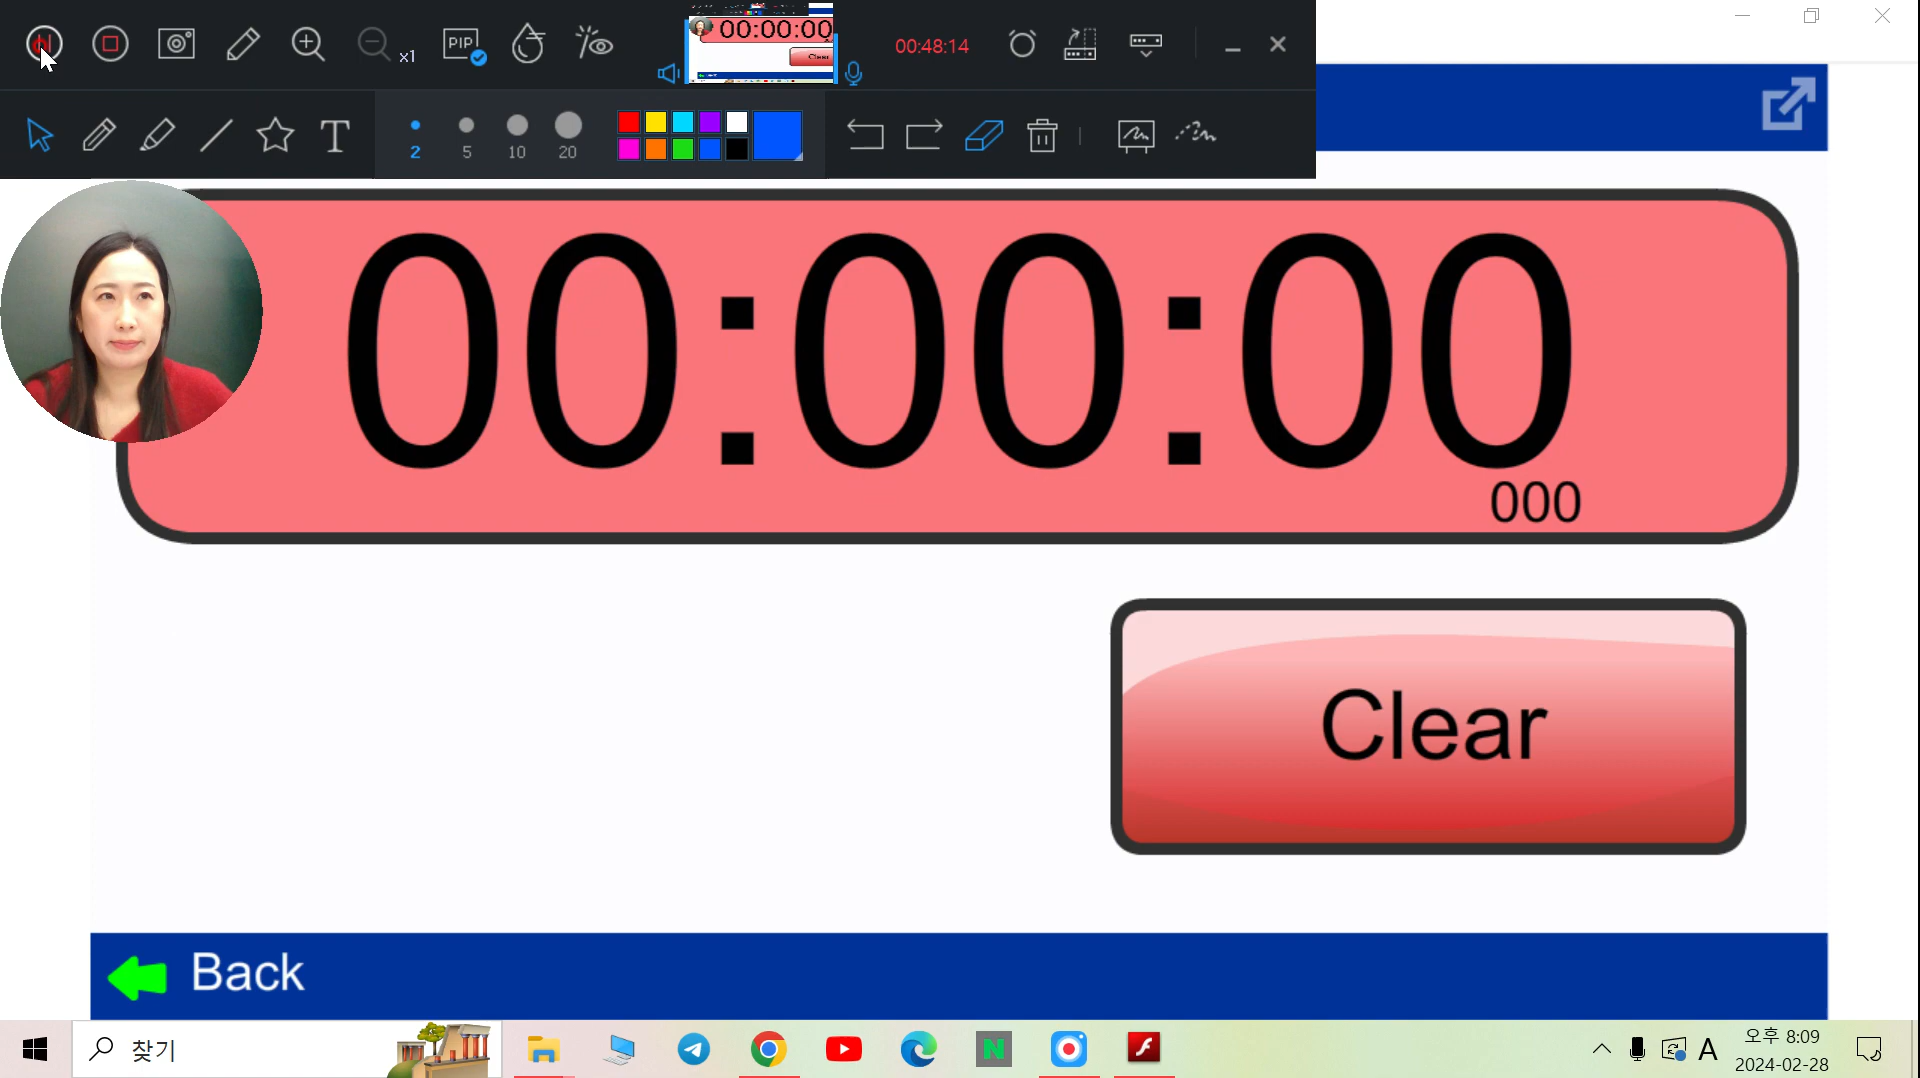 x1
PIP
00:00:00
Clear
00:48:14
T
2
5
10
20
00:00:00
000
Clear
Back
찾기
N
A
오후 8:09
2024-02-28